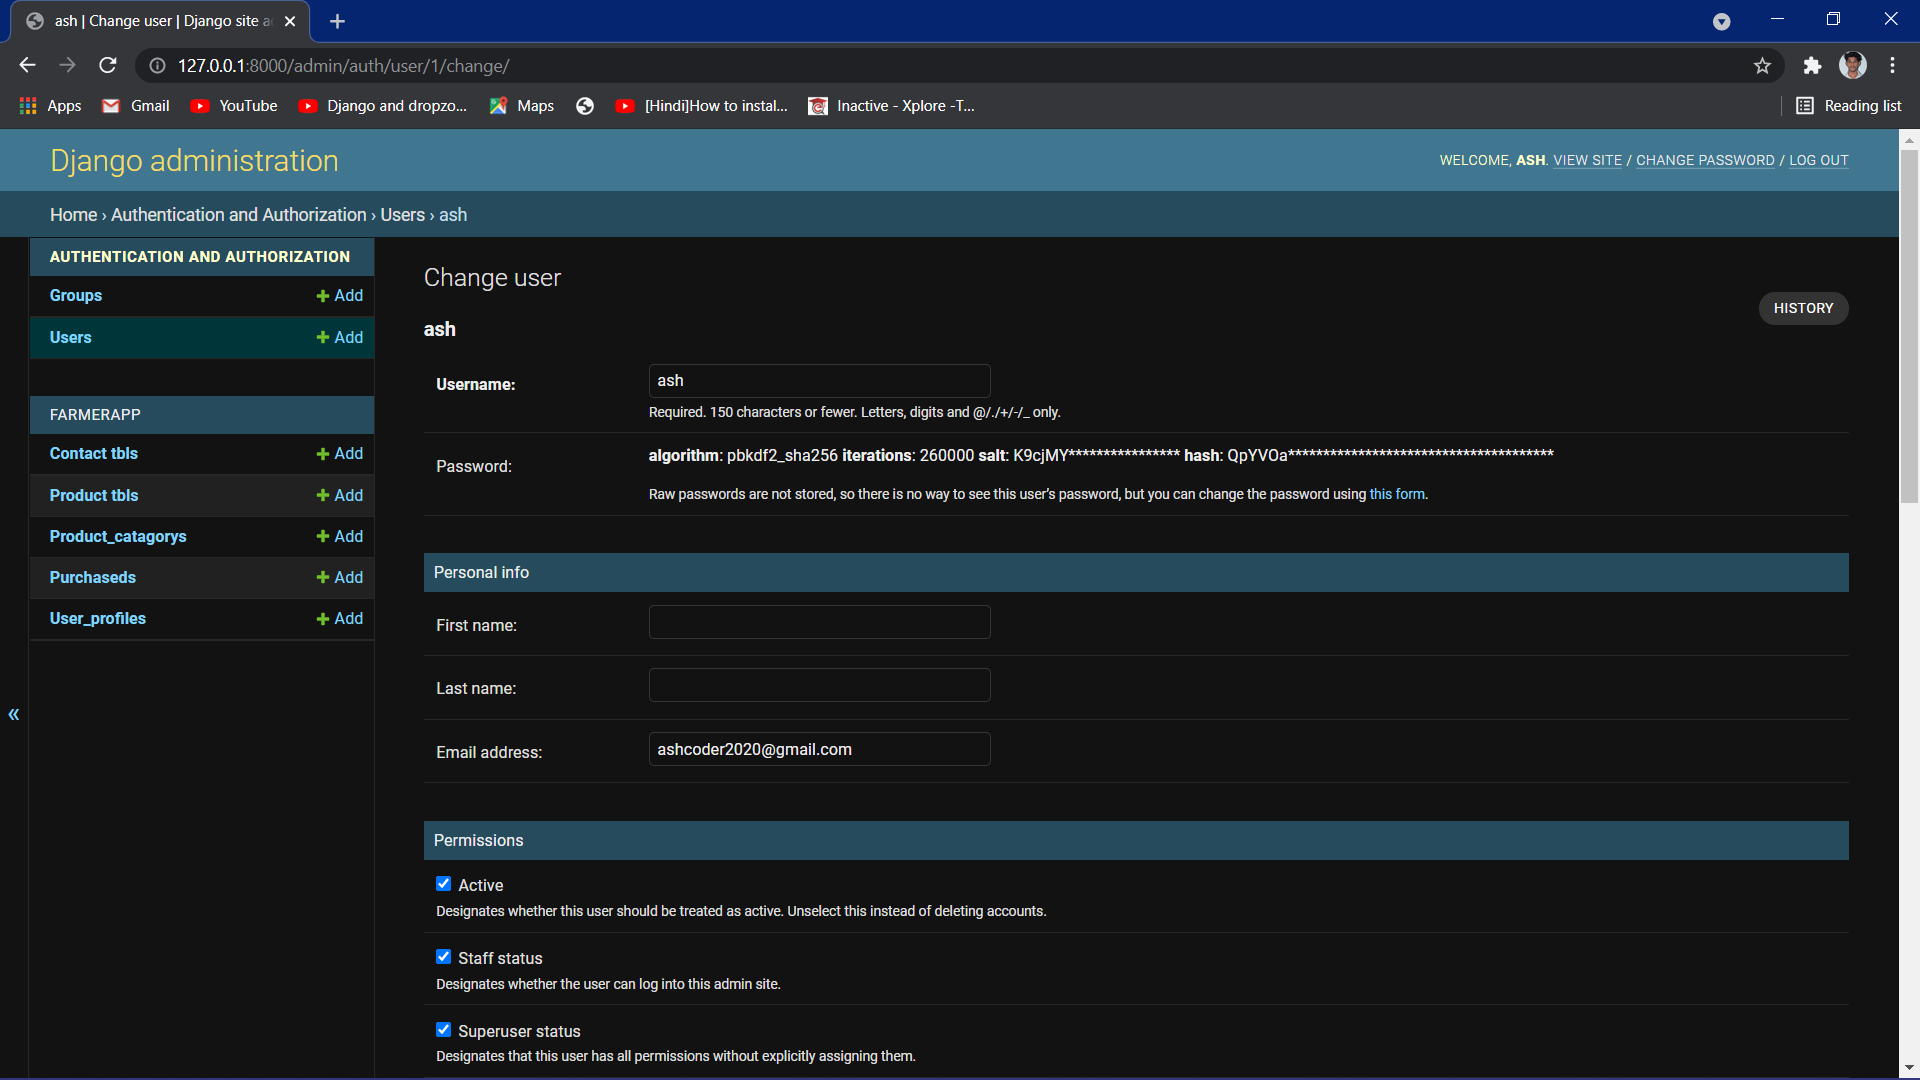 ash | Change user | Django site a
127.0.0.1:8000/admin/auth/user/1/change/
Apps Gmail YouTube Django and dropzo... Maps [Hindi]How to instal... Inactive - Xplore -T... Reading list
Django administration
WELCOME, ASH. VIEW SITE / CHANGE PASSWORD / LOG OUT
Home › Authentication and Authorization › Users › ash
AUTHENTICATION AND AUTHORIZATION
Groups + Add
Users + Add
FARMERAPP
Contact tbls + Add
Product tbls + Add
Product_catagorys + Add
Purchaseds + Add
User_profiles + Add
«
Change user
HISTORY
ash
Username: ash
Required. 150 characters or fewer. Letters, digits and @/./+/-/_ only.
Password: algorithm: pbkdf2_sha256 iterations: 260000 salt: K9cjMY**************** hash: QpYVOa**************************************
Raw passwords are not stored, so there is no way to see this user's password, but you can change the password using this form.
Personal info
First name:
Last name:
Email address: ashcoder2020@gmail.com
Permissions
Active
Designates whether this user should be treated as active. Unselect this instead of deleting accounts.
Staff status
Designates whether the user can log into this admin site.
Superuser status
Designates that this user has all permissions without explicitly assigning them.